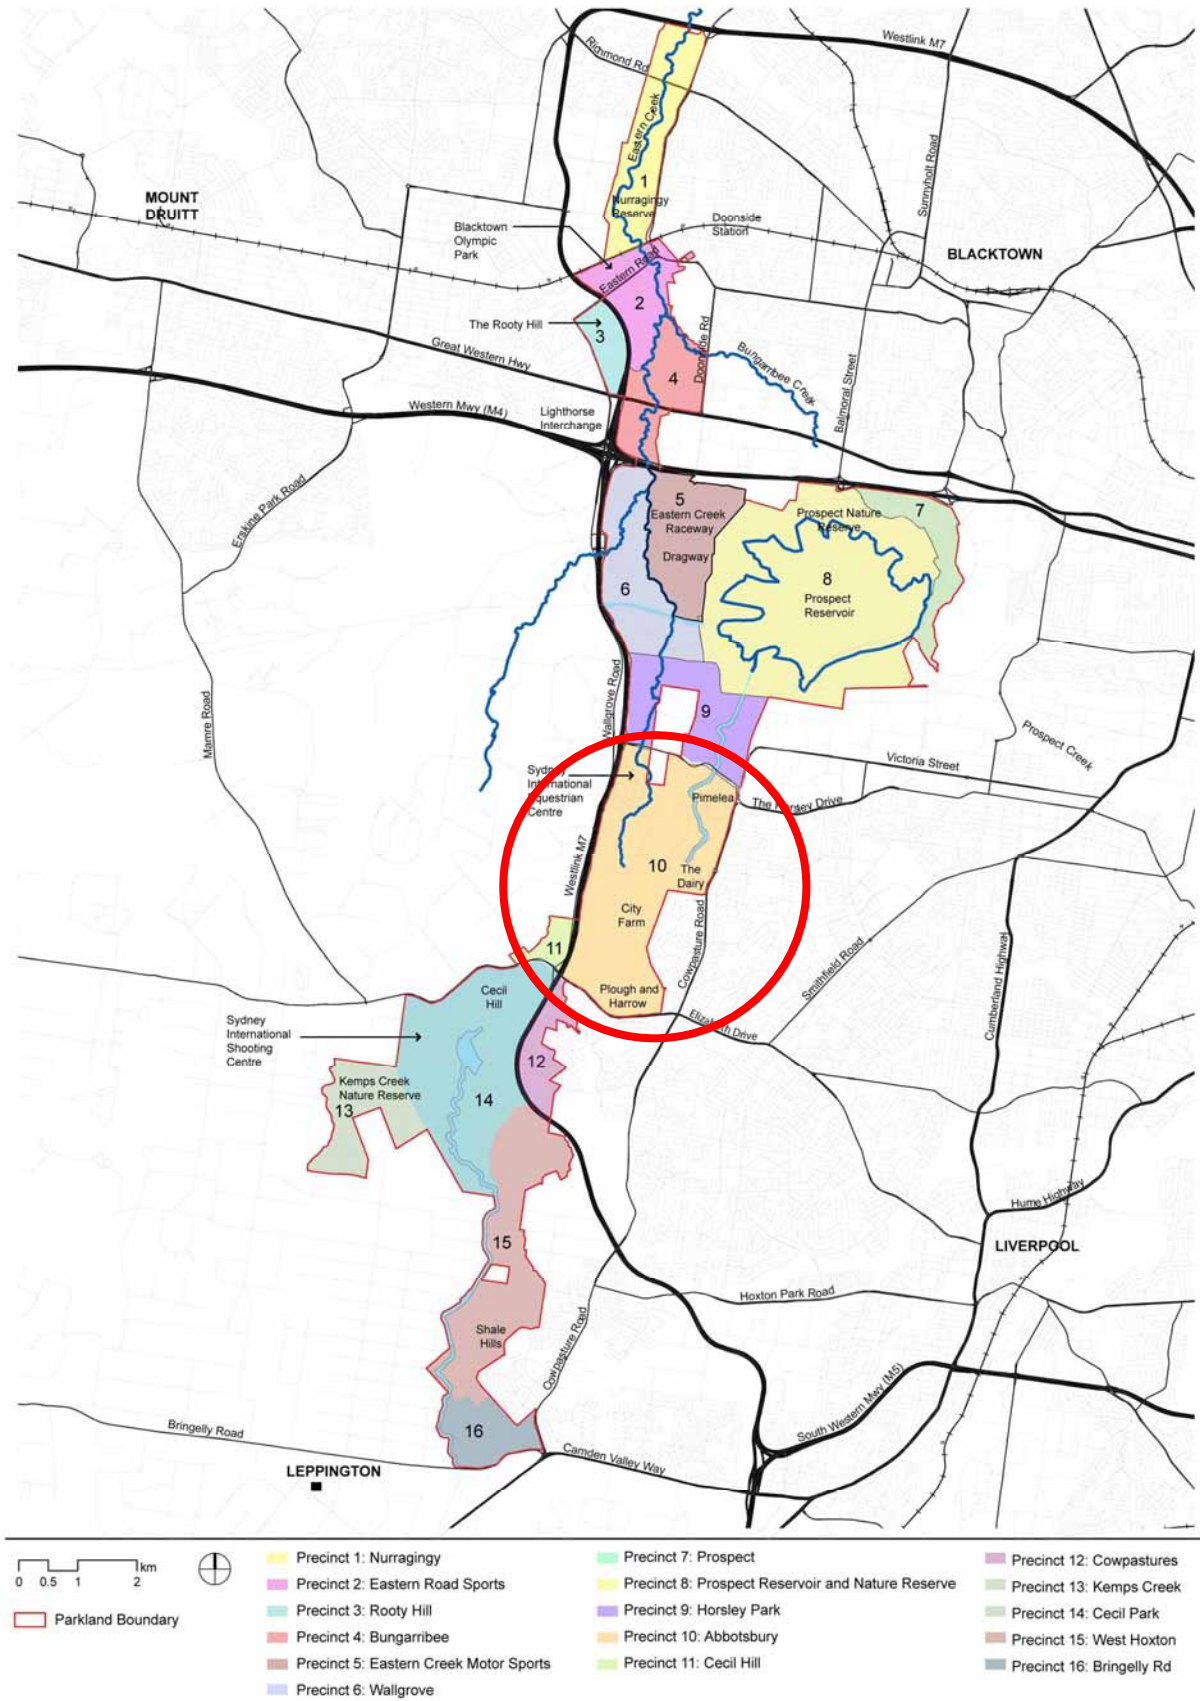 Westlink M7
Richmond Rd
Eastern Creek
Sunnyholt Road
1
Nurragingy
Reserve
MOUNT
DRUITT
Doonside
Station
Blacktown
Olympic
Park
BLACKTOWN
Eastern Road
2
The Rooty Hill
3
Great Western Hwy
Doonside Rd
Bungarribee Creek
4
Balmoral Street
Western Mwy (M4)
Lighthorse
Interchange
Erskine Park Road
5
Eastern Creek
Raceway
Dragway
Prospect Nature
Reserve
7
6
8
Prospect
Reservoir
Mamre Road
Wallgrove Road
9
Prospect Creek
Victoria Street
Sydney
International
Equestrian
Centre
Pimelea
The Horsley Drive
Westlink M7
10
The
Dairy
City
Farm
Cowpasture Road
Smithfield Road
Cumberland Highway
11
Cecil
Hill
Plough and
Harrow
Elizabeth Drive
Sydney
International
Shooting
Centre
12
Kemps Creek
Nature Reserve
13
14
Hume Highway
15
LIVERPOOL
Hoxton Park Road
Shale
Hills
Cowpasture Road
South Western Mwy (M5)
Bringelly Road
16
Camden Valley Way
LEPPINGTON
km
0 0.5 1 2
Parkland Boundary
Precinct 1: Nurragingy
Precinct 2: Eastern Road Sports
Precinct 3: Rooty Hill
Precinct 4: Bungarribee
Precinct 5: Eastern Creek Motor Sports
Precinct 6: Wallgrove
Precinct 7: Prospect
Precinct 8: Prospect Reservoir and Nature Reserve
Precinct 9: Horsley Park
Precinct 10: Abbotsbury
Precinct 11: Cecil Hill
Precinct 12: Cowpastures
Precinct 13: Kemps Creek
Precinct 14: Cecil Park
Precinct 15: West Hoxton
Precinct 16: Bringelly Rd